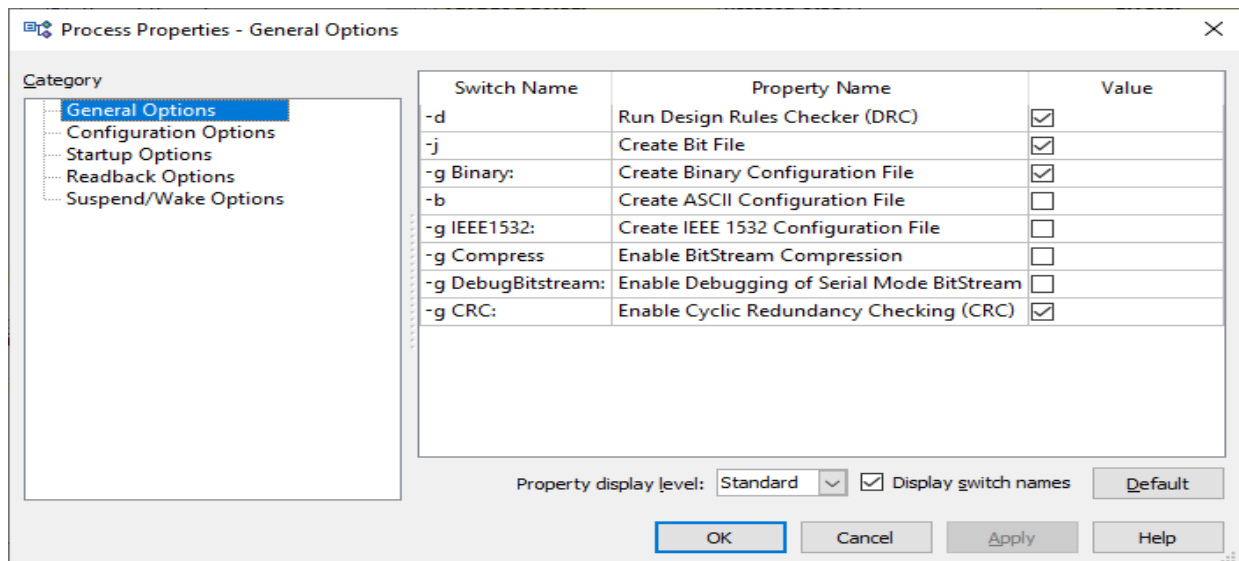 Process Properties - General Options
Category
General Options
Configuration Options
Startup Options
Readback Options
Suspend/Wake Options
Switch Name Property Name Value
-d Run Design Rules Checker (DRC)
-j Create Bit File
-g Binary: Create Binary Configuration File
-b Create ASCII Configuration File
-g IEEE1532: Create IEEE 1532 Configuration File
-g Compress Enable BitStream Compression
-g DebugBitstream: Enable Debugging of Serial Mode BitStream
-g CRC: Enable Cyclic Redundancy Checking (CRC)
Property display level: Standard Display switch names Default
OK Cancel Apply Help